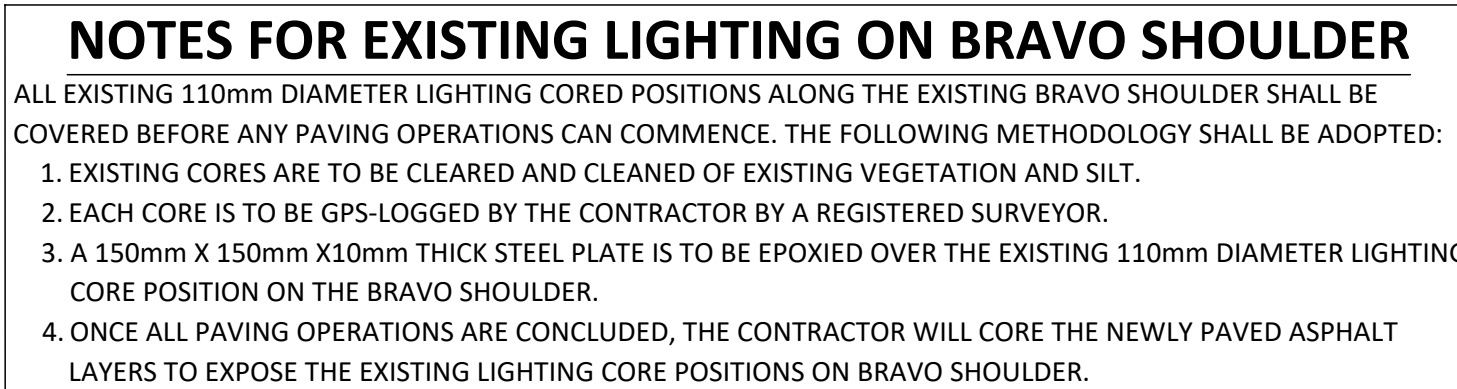 NOTES FOR EXISTING LIGHTING ON BRAVO SHOULDER
ALL EXISTING 110mm DIAMETER LIGHTING CORED POSITIONS ALONG THE EXISTING BRAVO SHOULDER SHALL BE
COVERED BEFORE ANY PAVING OPERATIONS CAN COMMENCE. THE FOLLOWING METHODOLOGY SHALL BE ADOPTED:
1. EXISTING CORES ARE TO BE CLEARED AND CLEANED OF EXISTING VEGETATION AND SILT.
2. EACH CORE IS TO BE GPS-LOGGED BY THE CONTRACTOR BY A REGISTERED SURVEYOR.
3. A 150mm X 150mm X10mm THICK STEEL PLATE IS TO BE EPOXIED OVER THE EXISTING 110mm DIAMETER LIGHTING
CORE POSITION ON THE BRAVO SHOULDER.
4. ONCE ALL PAVING OPERATIONS ARE CONCLUDED, THE CONTRACTOR WILL CORE THE NEWLY PAVED ASPHALT
LAYERS TO EXPOSE THE EXISTING LIGHTING CORE POSITIONS ON BRAVO SHOULDER.